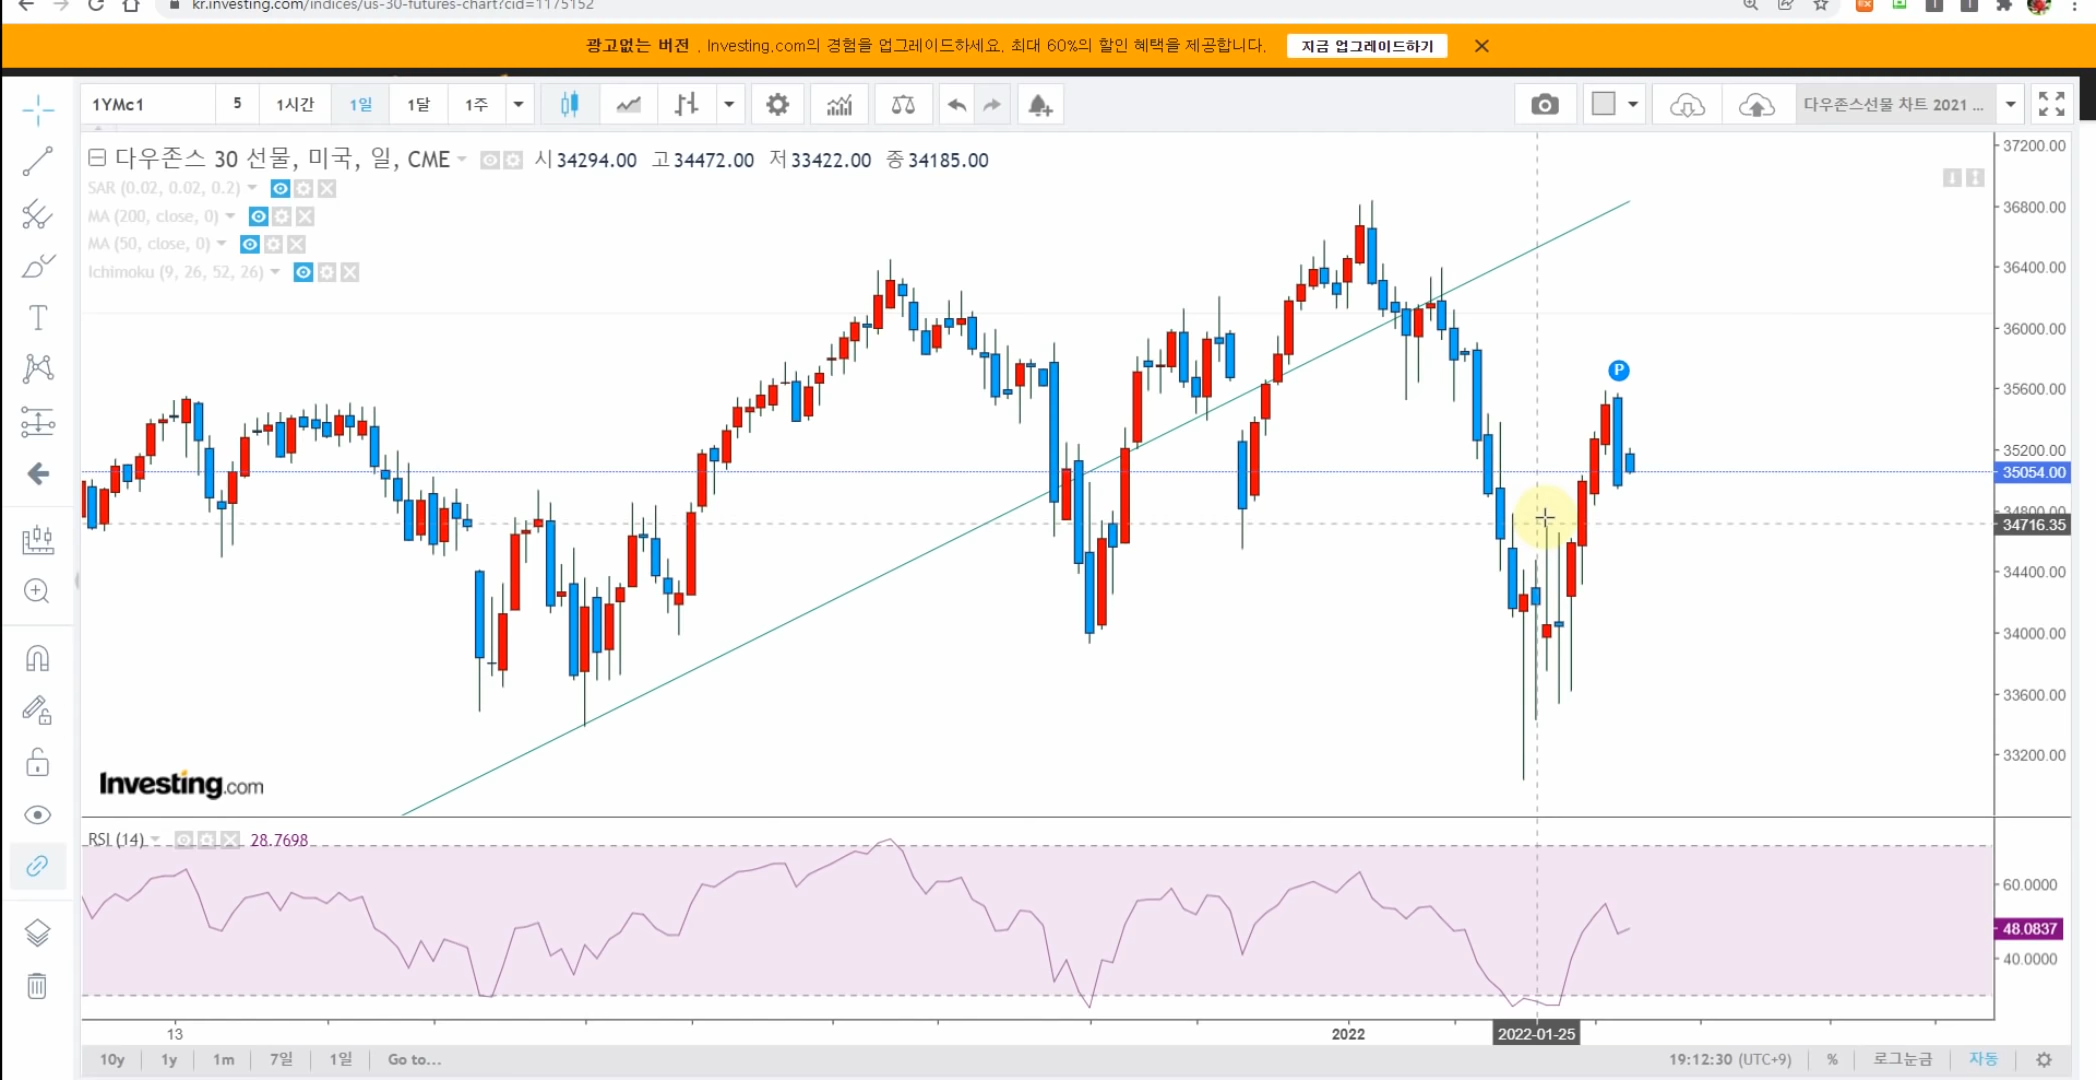 kr.investing.com/indices/us-30-futures-chart?cid=1175152
광고없는 버전 . Investing.com의 경험을 업그레이드하세요. 최대 60%의 할인 혜택을 제공합니다. 지금 업그레이드하기
1YMc1 5 1시간 1일 1달 1주 다우존스선물 차트 2021 ...
다우존스 30 선물, 미국, 일, CME 시 34294.00 고 34472.00 저 33422.00 종 34185.00
SAR (0.02, 0.02, 0.2)
MA (200, close, 0)
MA (50, close, 0)
Ichimoku (9, 26, 52, 26)
37200.00
36800.00
36400.00
36000.00
35600.00
35200.00
35054.00
34800.00
34716.35
34400.00
34000.00
33600.00
33200.00
P
T
Investing.com
RSI (14) 28.7698
60.0000
48.0837
40.0000
13 2022 2022-01-25
10y 1y 1m 7일 1일 Go to... 19:12:30 (UTC+9) % 로그눈금 자동